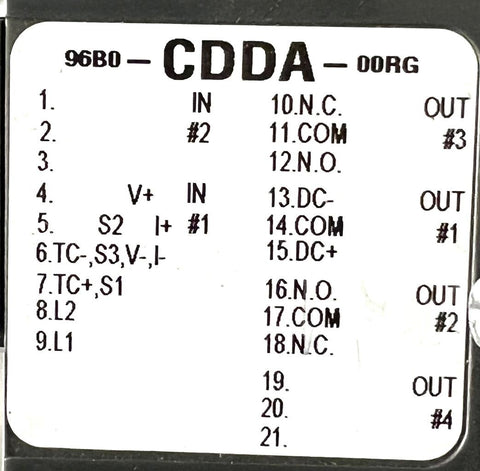 96B0 - CDDA - 00RG
1. IN
2. #2
3.
4. V+ IN
5. S2 I+ #1
6.TC-,S3,V-,I-
7.TC+,S1
8.L2
9.L1
10.N.C. OUT
11.COM #3
12.N.O.
13.DC- OUT
14.COM #1
15.DC+
16.N.O. OUT
17.COM #2
18.N.C.
19. OUT
20. #4
21.